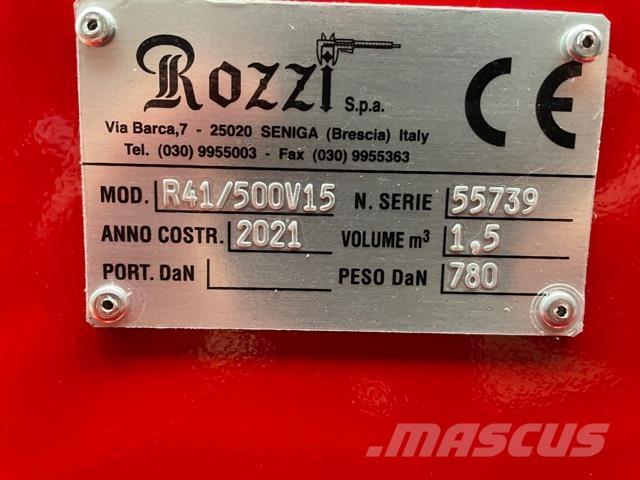 Rozzi S.p.a.
CE
Via Barca,7 - 25020 SENIGA (Brescia) Italy
Tel. (030) 9955003 - Fax (030) 9955363
MOD. R41/500V15 N. SERIE 55739
ANNO COSTR. 2021 VOLUME m³ 1,5
PORT. DaN PESO DaN 780
MASCUS